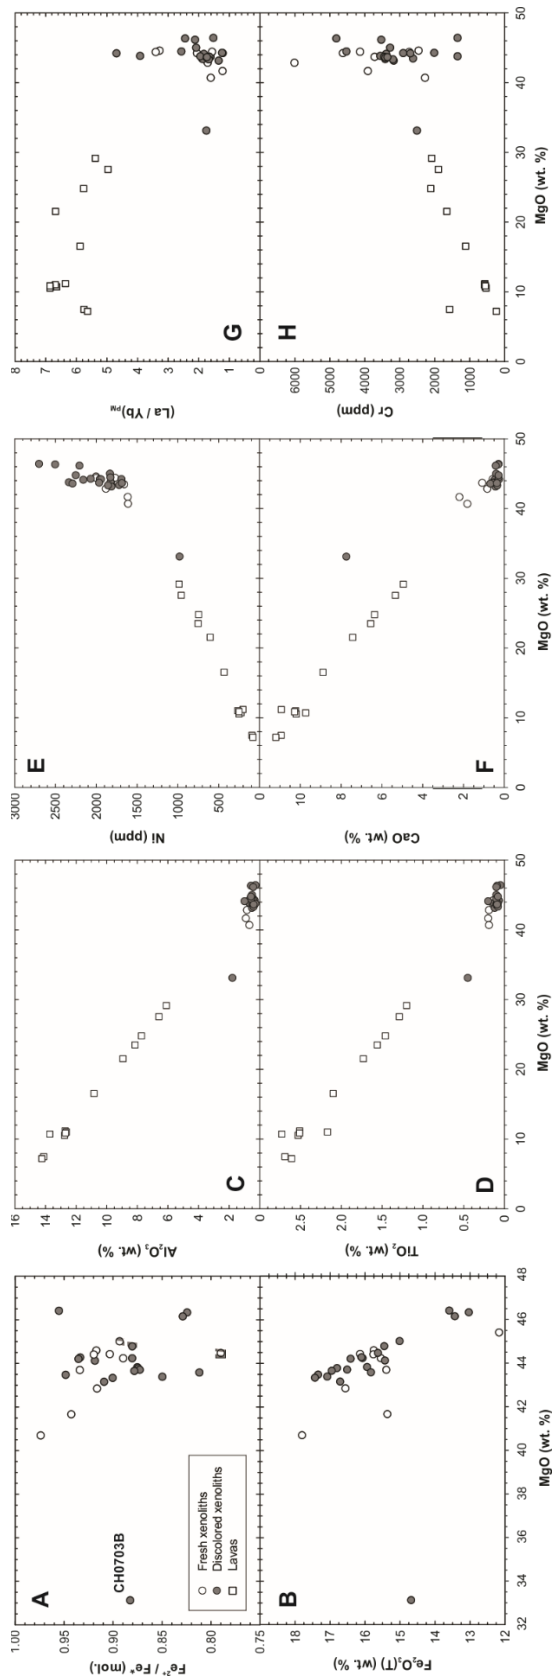 A
1.00
0.95
0.90
0.85
0.80
0.75
Fe²⁺ / Fe* (mol.)
CH0703B
Fresh xenoliths
Discolored xenoliths
Lavas
B
18
17
16
15
14
13
12
Fe₂O₃(T) (wt. %)
32 34 36 38 40 42 44 46
MgO (wt. %)
C
16
14
12
10
8
6
4
2
0
Al₂O₃ (wt. %)
D
2.5
2.0
1.5
1.0
0.5
0
TiO₂ (wt. %)
0 10 20 30 40 50
MgO (wt. %)
E
3000
2500
2000
1500
1000
500
0
Ni (ppm)
F
10
8
6
4
2
0
CaO (wt. %)
0 10 20 30 40 50
MgO (wt. %)
G
8
7
6
5
4
3
2
1
(La / Yb)PM
H
6000
5000
4000
3000
2000
1000
0
Cr (ppm)
0 10 20 30 40 50
MgO (wt. %)